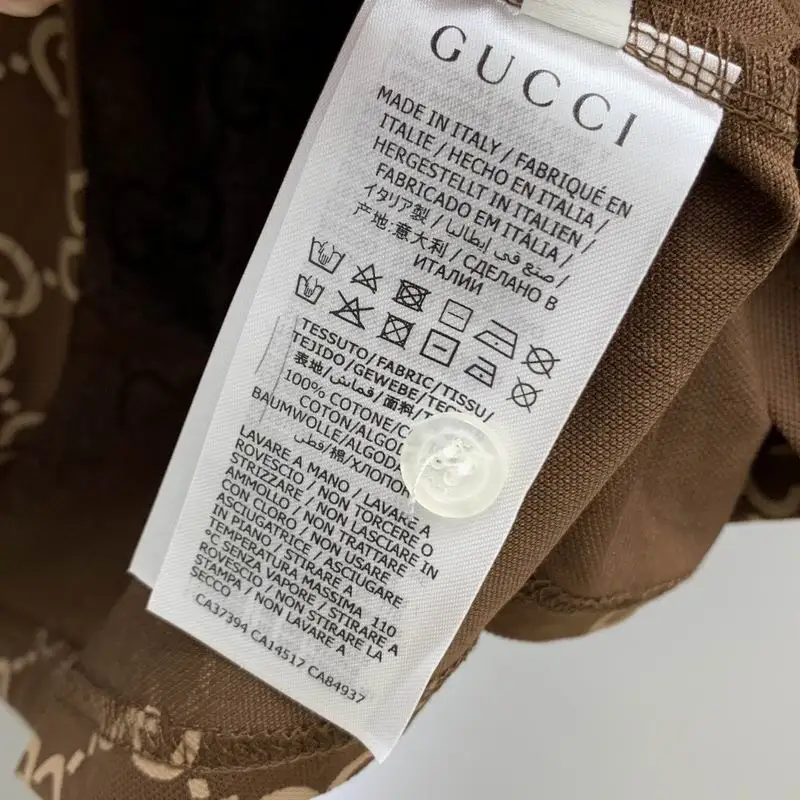 GUCCI
MADE IN ITALY / FABRIQUÉ EN
ITALIE / HECHO EN ITALIA /
HERGESTELLT IN ITALIEN /
FABRICADO EM ITALIA /
イタリア製 / صنع في إيطاليا /
产地:意大利 / СДЕЛАНО В
ИТАЛИИ
TESSUTO/FABRIC/TISSU/
TEJIDO/GEWEBE/
表地/قماش/面料/
100% COTONE/
COTON/
BAUMWOLLE/
قطن/棉/ХЛОПОК
LAVARE A MANO / LAVARE A
ROVESCIO / NON TORCERE O
STRIZZARE / NON LASCIARE IN
AMMOLLO / NON TRATTARE
CON CLORO / NON USARE
ASCIUGATRICE / ASCIUGARE
IN PIANO / STIRARE A
TEMPERATURA MASSIMA 110
°C SENZA VAPORE / STIRARE A
ROVESCIO / NON STIRARE LA
STAMPA / NON LAVARE A
SECCO
CA37394 CA14517 CA84937